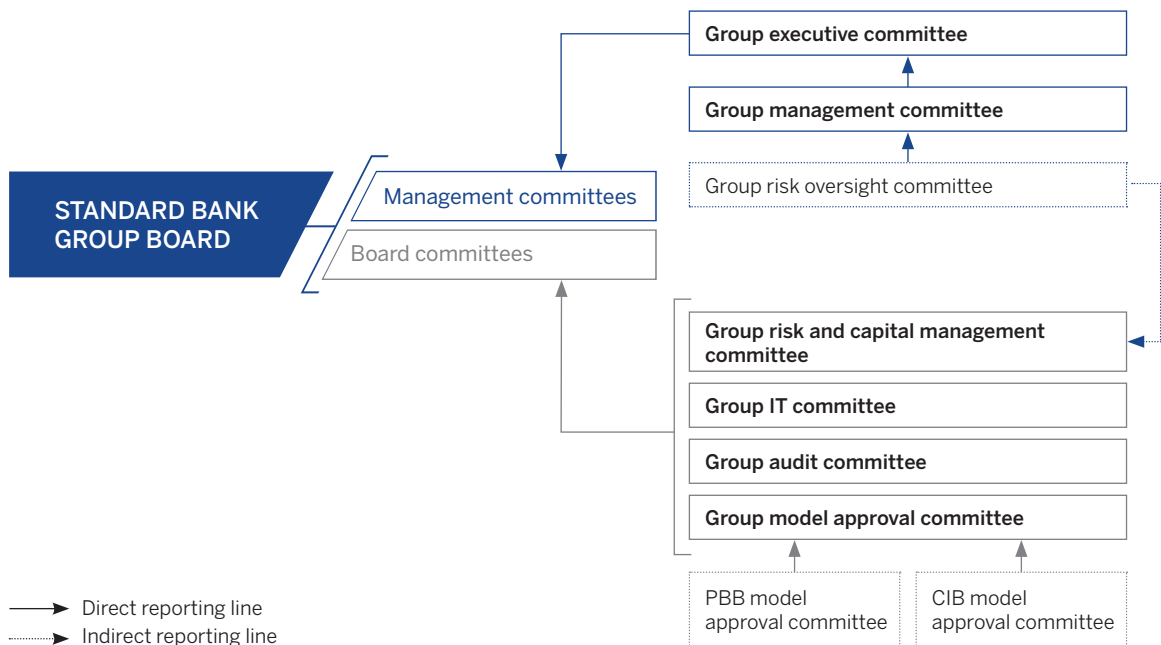 Group executive committee
Group management committee
Group risk oversight committee
STANDARD BANK
GROUP BOARD
Management committees
Board committees
Group risk and capital management
committee
Group IT committee
Group audit committee
Group model approval committee
PBB model
approval committee
CIB model
approval committee
Direct reporting line
Indirect reporting line